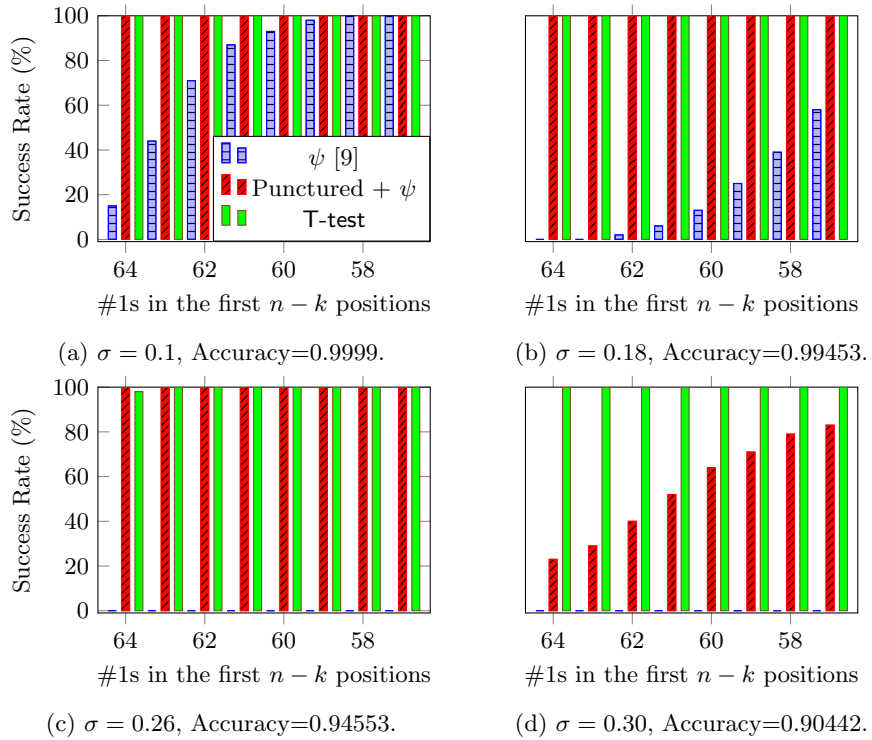 100
80
60
40
20
0
Success Rate (%)
64 62 60 58
#1s in the first n − k positions
ψ [9]
Punctured + ψ
T-test
(a) σ = 0.1, Accuracy=0.9999.
64 62 60 58
#1s in the first n − k positions
(b) σ = 0.18, Accuracy=0.99453.
100
80
60
40
20
0
Success Rate (%)
64 62 60 58
#1s in the first n − k positions
(c) σ = 0.26, Accuracy=0.94553.
64 62 60 58
#1s in the first n − k positions
(d) σ = 0.30, Accuracy=0.90442.